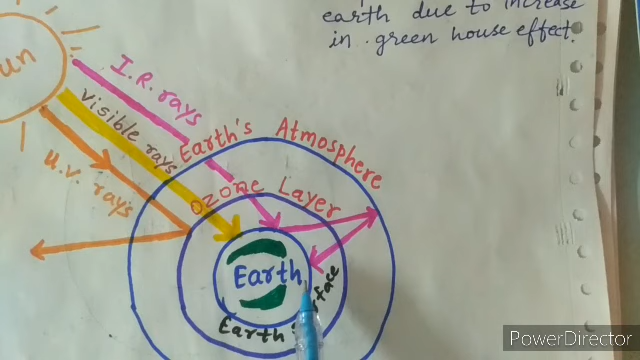 earth due to increase
in green house effect.
un
I.R. rays
Visible rays
U.V. rays
Earth's Atmosphere
Ozone Layer
Earth
Earth's
PowerDirector